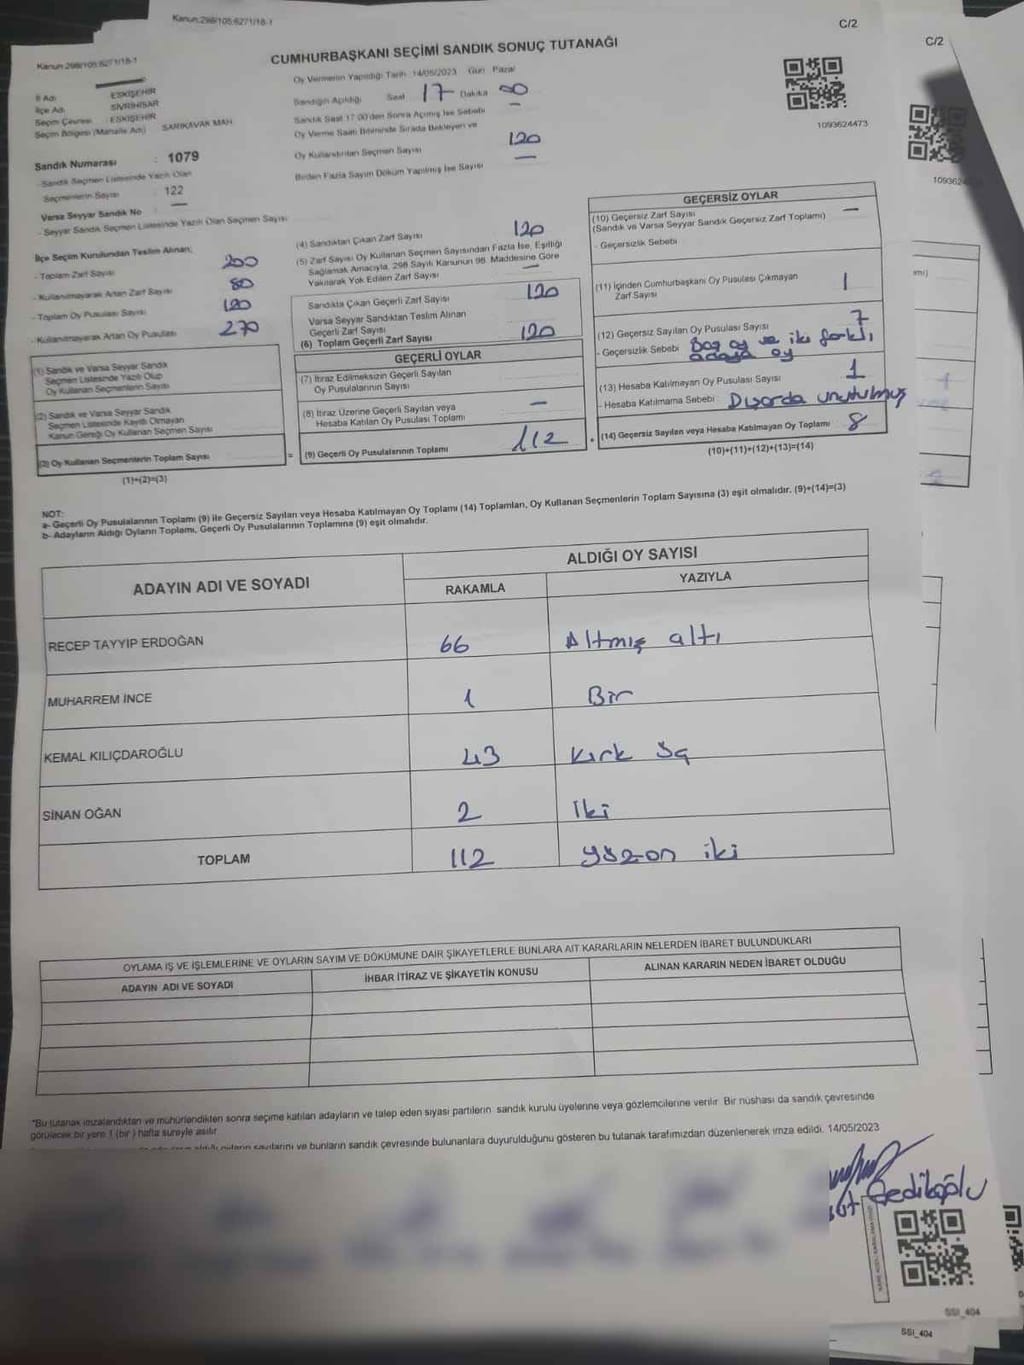 Kanun:298/105:6271/18-1
C/2
C/2
Kanun:298/105:6271/18-1
CUMHURBAŞKANI SEÇİMİ SANDIK SONUÇ TUTANAĞI
Oy Vermenin Yapıldığı Tarih :14/05/2023 Gün : Pazar
İl Adı : ESKİŞEHİR
İlçe Adı : SİVRİHİSAR
Seçim Çevresi : ESKİŞEHİR
Seçim Bölgesi (Mahalle Adı) : SARIKAVAK MAH.
Sandığın Açıldığı Saat 17 Dakika 00
Sandık Saat 17.00'den Sonra Açılmış İse Sebebi —
Oy Verme Saati Bitiminde Sırada Bekleyen ve
Oy Kullandırılan Seçmen Sayısı 120
Birden Fazla Sayım Döküm Yapılmış İse Sayısı —
1093624473
Sandık Numarası : 1079
- Sandık Seçmen Listesinde Yazılı Olan
Seçmenlerin Sayısı : 122
Varsa Seyyar Sandık No : —
- Seyyar Sandık Seçmen Listesinde Yazılı Olan Seçmen Sayısı
İlçe Seçim Kurulundan Teslim Alınan;
- Toplam Zarf Sayısı 200
- Kullanılmayarak Artan Zarf Sayısı 80
- Toplam Oy Pusulası Sayısı 120
- Kullanılmayarak Artan Oy Pusulası 270
(1) Sandık ve Varsa Seyyar Sandık
Seçmen Listesinde Yazılı Olup
Oy Kullanan Seçmenlerin Sayısı
(2) Sandık ve Varsa Seyyar Sandık
Seçmen Listesinde Kayıtlı Olmayan
Kanun Gereği Oy Kullanan Seçmen Sayısı
(3) Oy Kullanan Seçmenlerin Toplam Sayısı
(1)+(2)=(3)
(4) Sandıktan Çıkan Zarf Sayısı 120
(5) Zarf Sayısı Oy Kullanan Seçmen Sayısından Fazla İse, Eşitliği
Sağlamak Amacıyla, 298 Sayılı Kanunun 98. Maddesine Göre
Yakılarak Yok Edilen Zarf Sayısı
Sandıkta Çıkan Geçerli Zarf Sayısı 120
Varsa Seyyar Sandıktan Teslim Alınan
Geçerli Zarf Sayısı
(6) Toplam Geçerli Zarf Sayısı 120
GEÇERLİ OYLAR
(7) İtiraz Edilmeksizin Geçerli Sayılan
Oy Pusulalarının Sayısı
(8) İtiraz Üzerine Geçerli Sayılan veya
Hesaba Katılan Oy Pusulası Toplamı —
= (9) Geçerli Oy Pusulalarının Toplamı 112
GEÇERSİZ OYLAR
(10) Geçersiz Zarf Sayısı —
(Sandık ve Varsa Seyyar Sandık Geçersiz Zarf Toplamı)
- Geçersizlik Sebebi
(11) İçinden Cumhurbaşkanı Oy Pusulası Çıkmayan
Zarf Sayısı 1
(12) Geçersiz Sayılan Oy Pusulası Sayısı 7
- Geçersizlik Sebebi Boş oy ve iki farklı
adaya oy
(13) Hesaba Katılmayan Oy Pusulası Sayısı 1
- Hesaba Katılmama Sebebi : Dışarda unutulmuş
+ (14) Geçersiz Sayılan veya Hesaba Katılmayan Oy Toplamı 8
(10)+(11)+(12)+(13)=(14)
NOT:
a- Geçerli Oy Pusulalarının Toplamı (9) ile Geçersiz Sayılan veya Hesaba Katılmayan Oy Toplamı (14) Toplamları, Oy Kullanan Seçmenlerin Toplam Sayısına (3) eşit olmalıdır. (9)+(14)=(3)
b- Adayların Aldığı Oyların Toplamı, Geçerli Oy Pusulalarının Toplamına (9) eşit olmalıdır.
ADAYIN ADI VE SOYADI
ALDIĞI OY SAYISI
RAKAMLA YAZIYLA
RECEP TAYYİP ERDOĞAN 66 Altmış altı
MUHARREM İNCE 1 Bir
KEMAL KILIÇDAROĞLU 43 kırk üç
SİNAN OĞAN 2 İki
TOPLAM 112 yüzon iki
OYLAMA İŞ VE İŞLEMLERİNE VE OYLARIN SAYIM VE DÖKÜMÜNE DAİR ŞİKAYETLERLE BUNLARA AİT KARARLARIN NELERDEN İBARET BULUNDUKLARI
ADAYIN ADI VE SOYADI İHBAR İTİRAZ VE ŞİKAYETİN KONUSU ALINAN KARARIN NEDEN İBARET OLDUĞU
*Bu tutanak imzalandıktan ve mühürlendikten sonra seçime katılan adayların ve talep eden siyasi partilerin sandık kurulu üyelerine veya gözlemcilerine verilir. Bir nüshası da sandık çevresinde
görülecek bir yere 1 (bir) hafta süreyle asılır.
sayılarını ve bunların sandık çevresinde bulunanlara duyurulduğunu gösteren bu tutanak tarafımızdan düzenlenerek imza edildi. 14/05/2023
Gedikoğlu
SSI_404
SSI_404